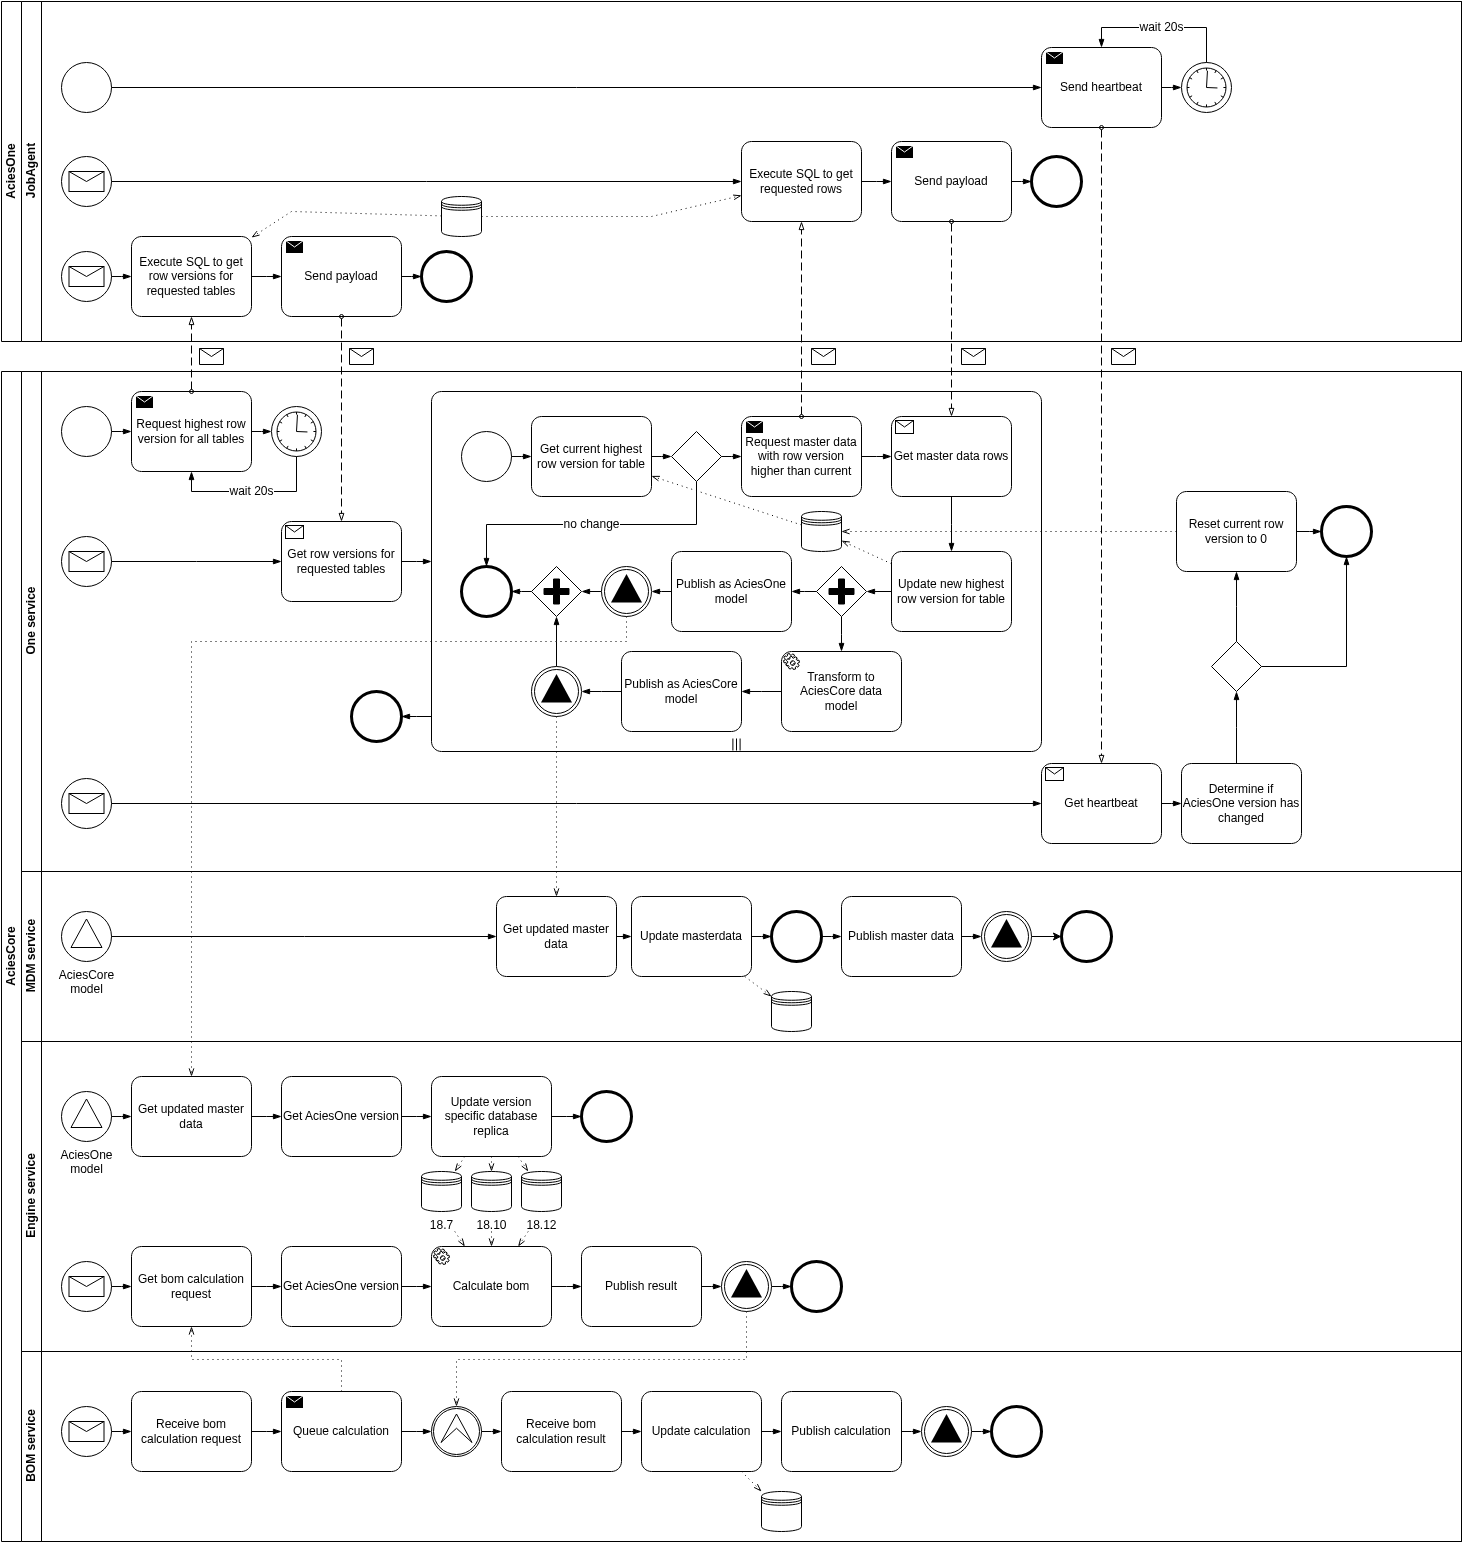 AciesOne
JobAgent
wait 20s
Send heartbeat
Execute SQL to get
requested rows
Send payload
Execute SQL to get
row versions for
requested tables
Send payload
AciesCore
One service
Request highest row
version for all tables
wait 20s
Get current highest
row version for table
Request master data
with row version
higher than current
Get master data rows
no change
Get row versions for
requested tables
Reset current row
version to 0
Publish as AciesOne
model
Update new highest
row version for table
Publish as AciesCore
model
Transform to
AciesCore data
model
Get heartbeat
Determine if
AciesOne version has
changed
MDM service
AciesCore
model
Get updated master
data
Update masterdata
Publish master data
Engine service
AciesOne
model
Get updated master
data
Get AciesOne version
Update version
specific database
replica
18.7
18.10
18.12
Get bom calculation
request
Get AciesOne version
Calculate bom
Publish result
BOM service
Receive bom
calculation request
Queue calculation
Receive bom
calculation result
Update calculation
Publish calculation